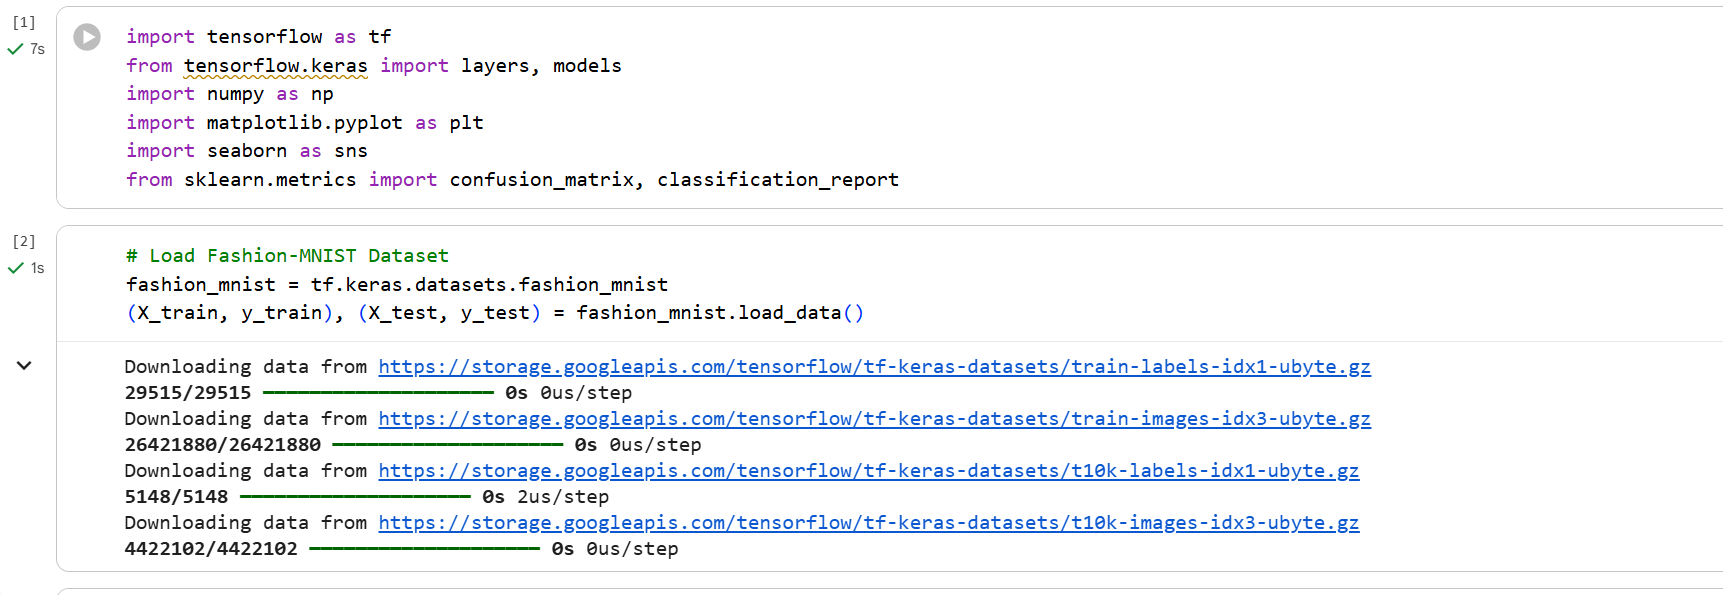 [1]
7s
import tensorflow as tf
from tensorflow.keras import layers, models
import numpy as np
import matplotlib.pyplot as plt
import seaborn as sns
from sklearn.metrics import confusion_matrix, classification_report
[2]
1s
# Load Fashion-MNIST Dataset
fashion_mnist = tf.keras.datasets.fashion_mnist
(X_train, y_train), (X_test, y_test) = fashion_mnist.load_data()
Downloading data from https://storage.googleapis.com/tensorflow/tf-keras-datasets/train-labels-idx1-ubyte.gz
29515/29515 ━━━━━━━━━━━━━━━━━━━━ 0s 0us/step
Downloading data from https://storage.googleapis.com/tensorflow/tf-keras-datasets/train-images-idx3-ubyte.gz
26421880/26421880 ━━━━━━━━━━━━━━━━━━━━ 0s 0us/step
Downloading data from https://storage.googleapis.com/tensorflow/tf-keras-datasets/t10k-labels-idx1-ubyte.gz
5148/5148 ━━━━━━━━━━━━━━━━━━━━ 0s 2us/step
Downloading data from https://storage.googleapis.com/tensorflow/tf-keras-datasets/t10k-images-idx3-ubyte.gz
4422102/4422102 ━━━━━━━━━━━━━━━━━━━━ 0s 0us/step